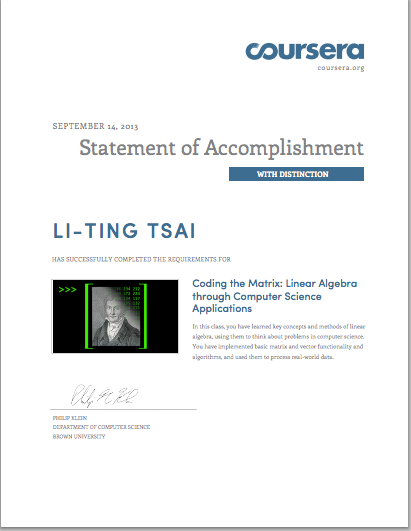 coursera
coursera.org
SEPTEMBER 14, 2013
Statement of Accomplishment
WITH DISTINCTION
LI-TING TSAI
HAS SUCCESSFULLY COMPLETED THE REQUIREMENTS FOR
>>>
Coding the Matrix: Linear Algebra
through Computer Science
Applications
In this class, you have learned key concepts and methods of linear
algebra, using them to think about problems in computer science.
You have implemented basic matrix and vector functionality and
algorithms, and used them to process real-world data.
PHILIP KLEIN
DEPARTMENT OF COMPUTER SCIENCE
BROWN UNIVERSITY